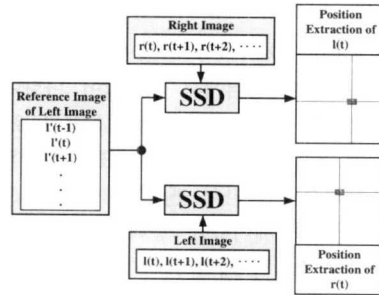 Right Image
r(t), r(t+1), r(t+2), ····
Position
Extraction of
l(t)
Reference Image
of Left Image
l'(t-1)
l'(t)
l'(t+1)
.
.
.
SSD
SSD
Left Image
l(t), l(t+1), l(t+2), ····
Position
Extraction of
r(t)